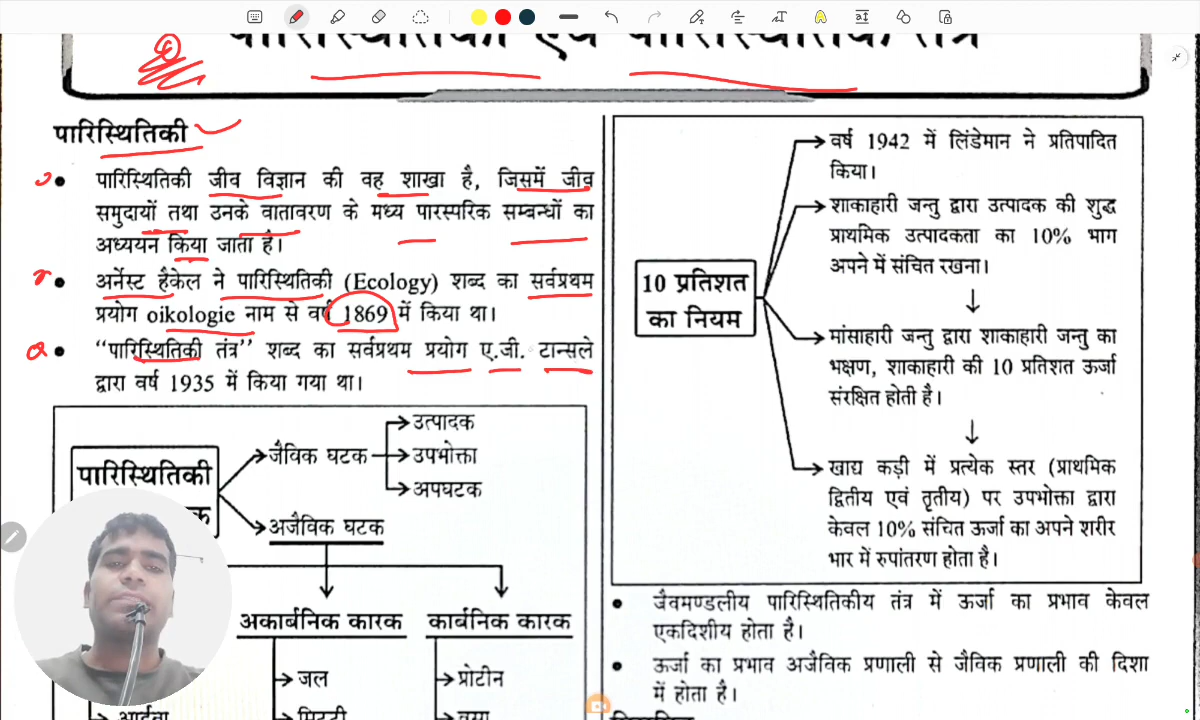 पारिस्थितिकी एवं पारिस्थितिक तंत्र
पारिस्थितिकी
पारिस्थितिकी जीव विज्ञान की वह शाखा है, जिसमें जीव
समुदायों तथा उनके वातावरण के मध्य पारस्परिक सम्बन्धों का
अध्ययन किया जाता है।
अर्नेस्ट हैकेल ने पारिस्थितिकी (Ecology) शब्द का सर्वप्रथम
प्रयोग oikologie नाम से वर्ष 1869 में किया था।
"पारिस्थितिकी तंत्र" शब्द का सर्वप्रथम प्रयोग ए.जी. टान्सले
द्वारा वर्ष 1935 में किया गया था।
पारिस्थितिकी
जैविक घटक
उत्पादक
उपभोक्ता
अपघटक
अजैविक घटक
अकार्बनिक कारक
कार्बनिक कारक
जल
प्रोटीन
मिट्टी
वसा
10 प्रतिशत
का नियम
वर्ष 1942 में लिंडेमान ने प्रतिपादित
किया।
शाकाहारी जन्तु द्वारा उत्पादक की शुद्ध
प्राथमिक उत्पादकता का 10% भाग
अपने में संचित रखना।
मांसाहारी जन्तु द्वारा शाकाहारी जन्तु का
भक्षण, शाकाहारी की 10 प्रतिशत ऊर्जा
संरक्षित होती है।
खाद्य कड़ी में प्रत्येक स्तर (प्राथमिक
द्वितीय एवं तृतीय) पर उपभोक्ता द्वारा
केवल 10% संचित ऊर्जा का अपने शरीर
भार में रुपांतरण होता है।
जैवमण्डलीय पारिस्थितिकीय तंत्र में ऊर्जा का प्रभाव केवल
एकदिशीय होता है।
ऊर्जा का प्रभाव अजैविक प्रणाली से जैविक प्रणाली की दिशा
में होता है।